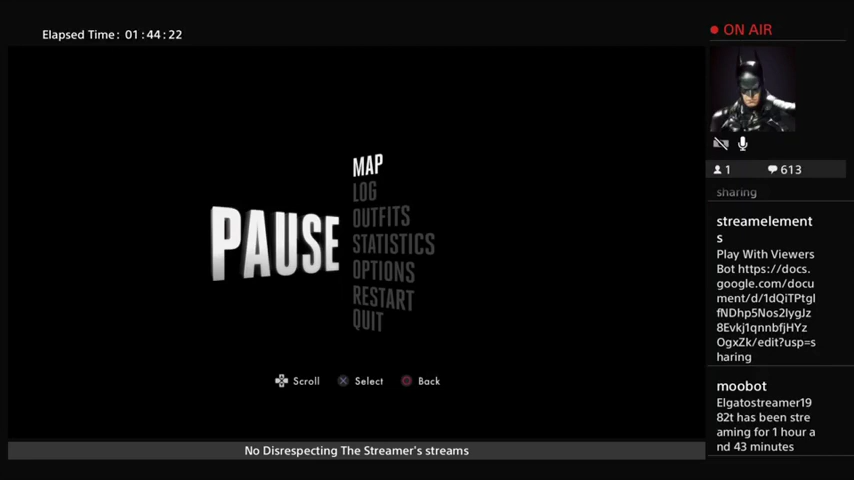 Elapsed Time: 01:44:22
ON AIR
1
613
sharing
streamelement
s
Play With Viewers
Bot https://docs.
google.com/docu
ment/d/1dQiTPtgI
fNDhp5Nos2IygJz
8Evkj1qnnbfjHYz
OgxZk/edit?usp=s
haring
moobot
Elgatostreamer19
82t has been stre
aming for 1 hour a
nd 43 minutes
PAUSE
MAP
LOG
OUTFITS
STATISTICS
OPTIONS
RESTART
QUIT
Scroll
Select
Back
No Disrespecting The Streamer's streams